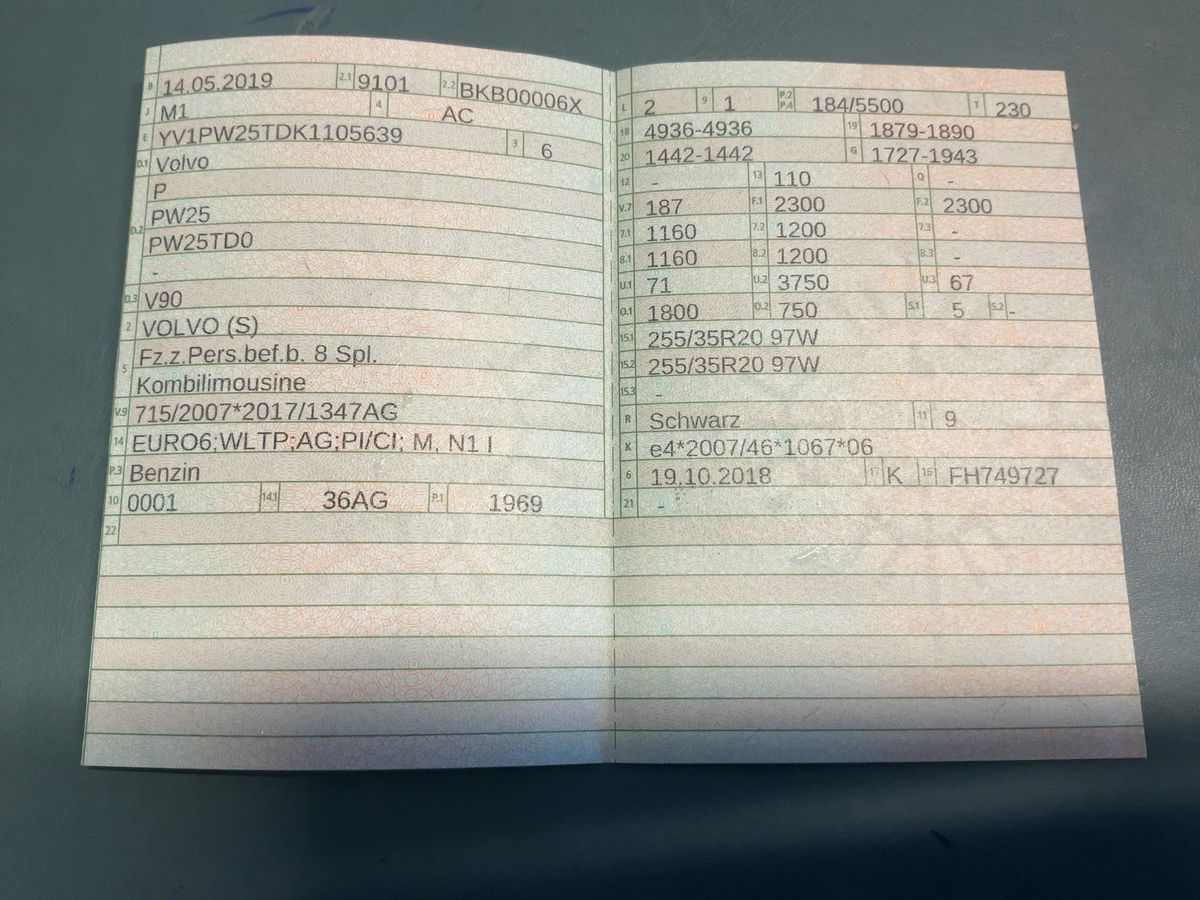 B 14.05.2019 2.1 9101 2.2 BKB00006X
J M1 4 AC
E YV1PW25TDK1105639 3 6
D.1 Volvo
P
D.2 PW25
PW25TD0
-
D.3 V90
2 VOLVO (S)
5 Fz.z.Pers.bef.b. 8 Spl.
Kombilimousine
V.9 715/2007*2017/1347AG
14 EURO6;WLTP;AG;PI/CI; M, N1 I
P.3 Benzin
10 0001 14.1 36AG P.1 1969
22
L 2 9 1 P.2 P.4 184/5500 T 230
18 4936-4936 19 1879-1890
20 1442-1442 G 1727-1943
12 - 13 110 Q -
V.7 187 F.1 2300 F.2 2300
7.1 1160 7.2 1200 7.3 -
8.1 1160 8.2 1200 8.3 -
U.1 71 U.2 3750 U.3 67
O.1 1800 O.2 750 S.1 5 S.2 -
15.1 255/35R20 97W
15.2 255/35R20 97W
15.3 -
R Schwarz 11 9
K e4*2007/46*1067*06
6 19.10.2018 17 K 16 FH749727
21 -